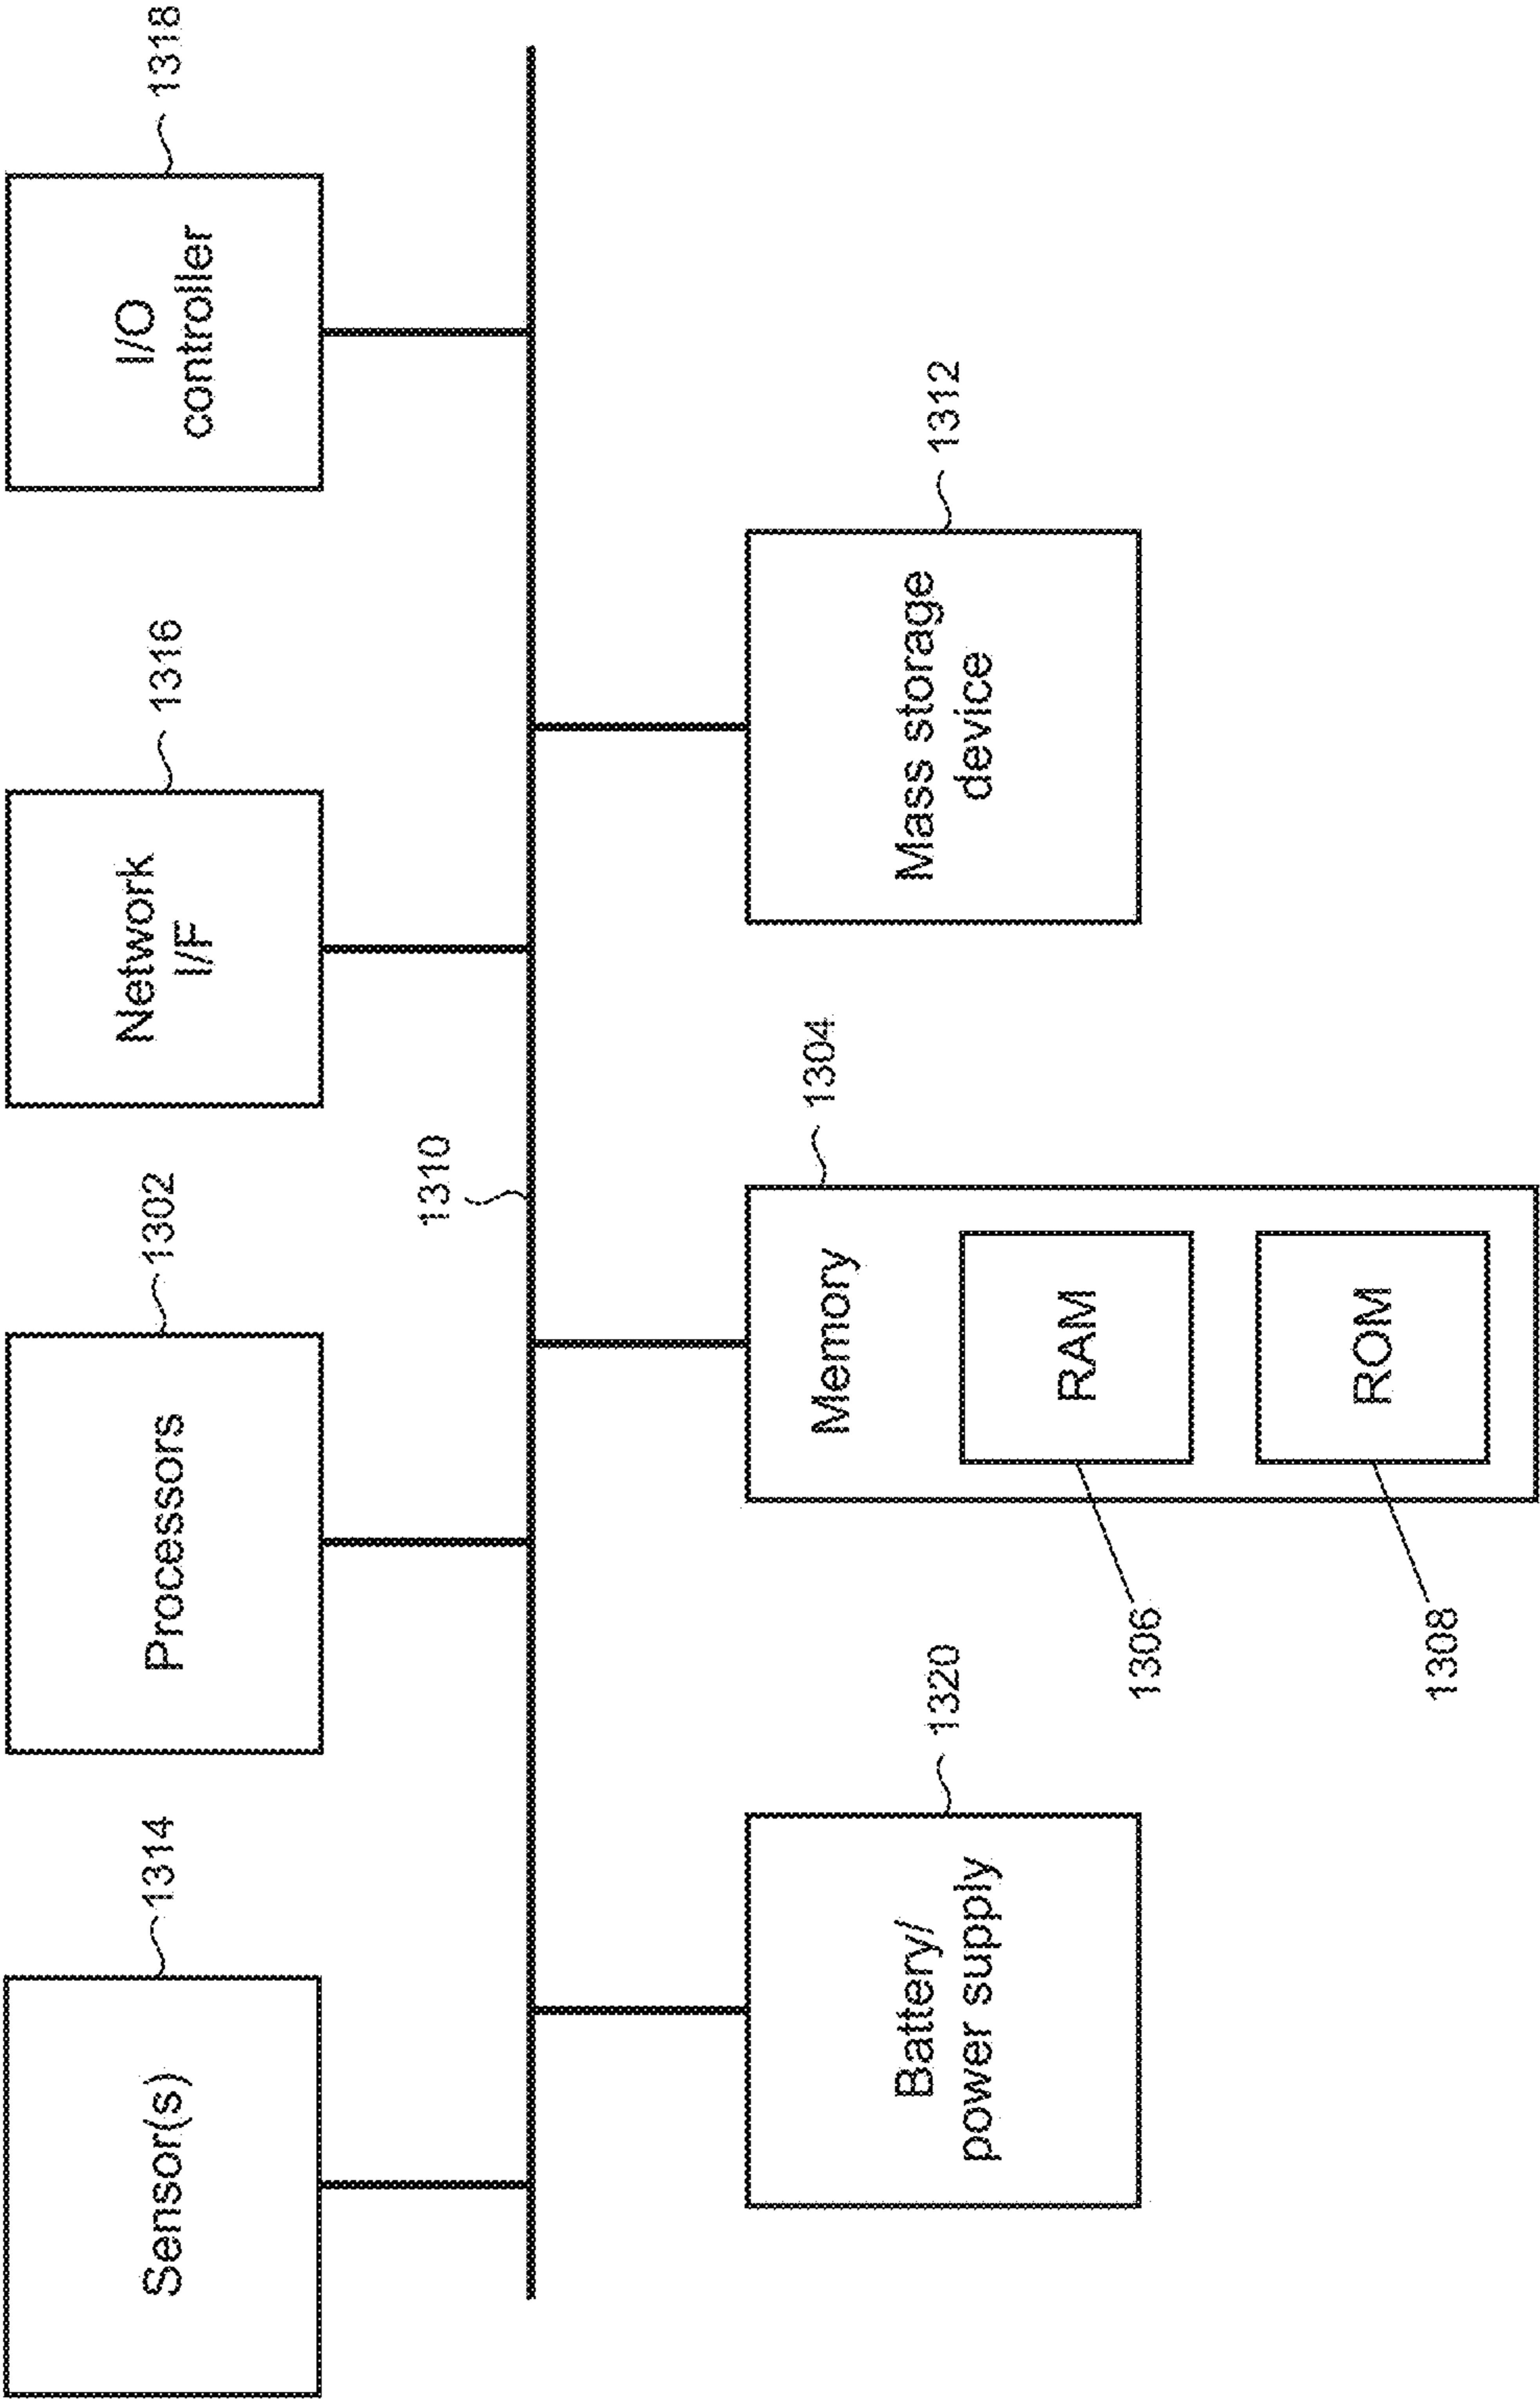 1314
Sensor(s)
1302
Processors
1316
Network
I/F
1318
I/O
controller
1310
1320
Battery/
power supply
1304
Memory
RAM
1306
ROM
1308
1312
Mass storage
device